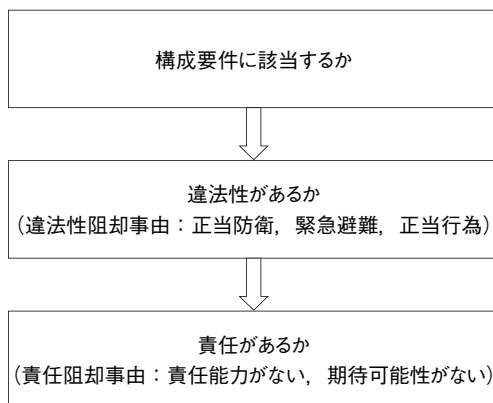 構成要件に該当するか
違法性があるか
（違法性阻却事由：正当防衛，緊急避難，正当行為）
責任があるか
（責任阻却事由：責任能力がない，期待可能性がない）